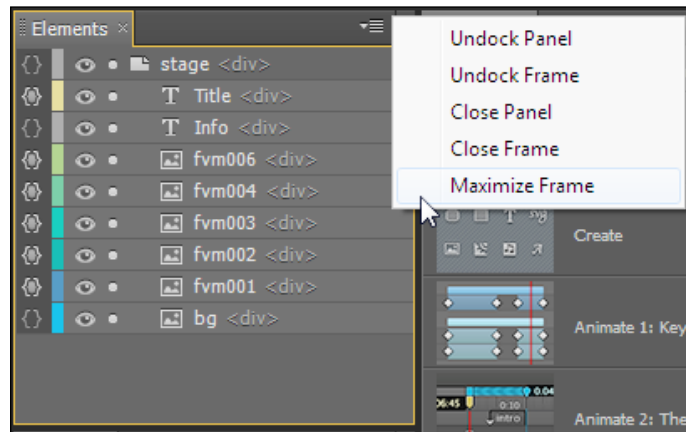 Elements
Undock Panel
Undock Frame
Close Panel
Close Frame
Maximize Frame
{} stage <div>
{} T Title <div>
{} T Info <div>
{} fvm006 <div>
{} fvm004 <div>
{} fvm003 <div>
{} fvm002 <div>
{} fvm001 <div>
{} bg <div>
T
Create
Animate 1: Key
0:04
0:10
intro
Animate 2: The